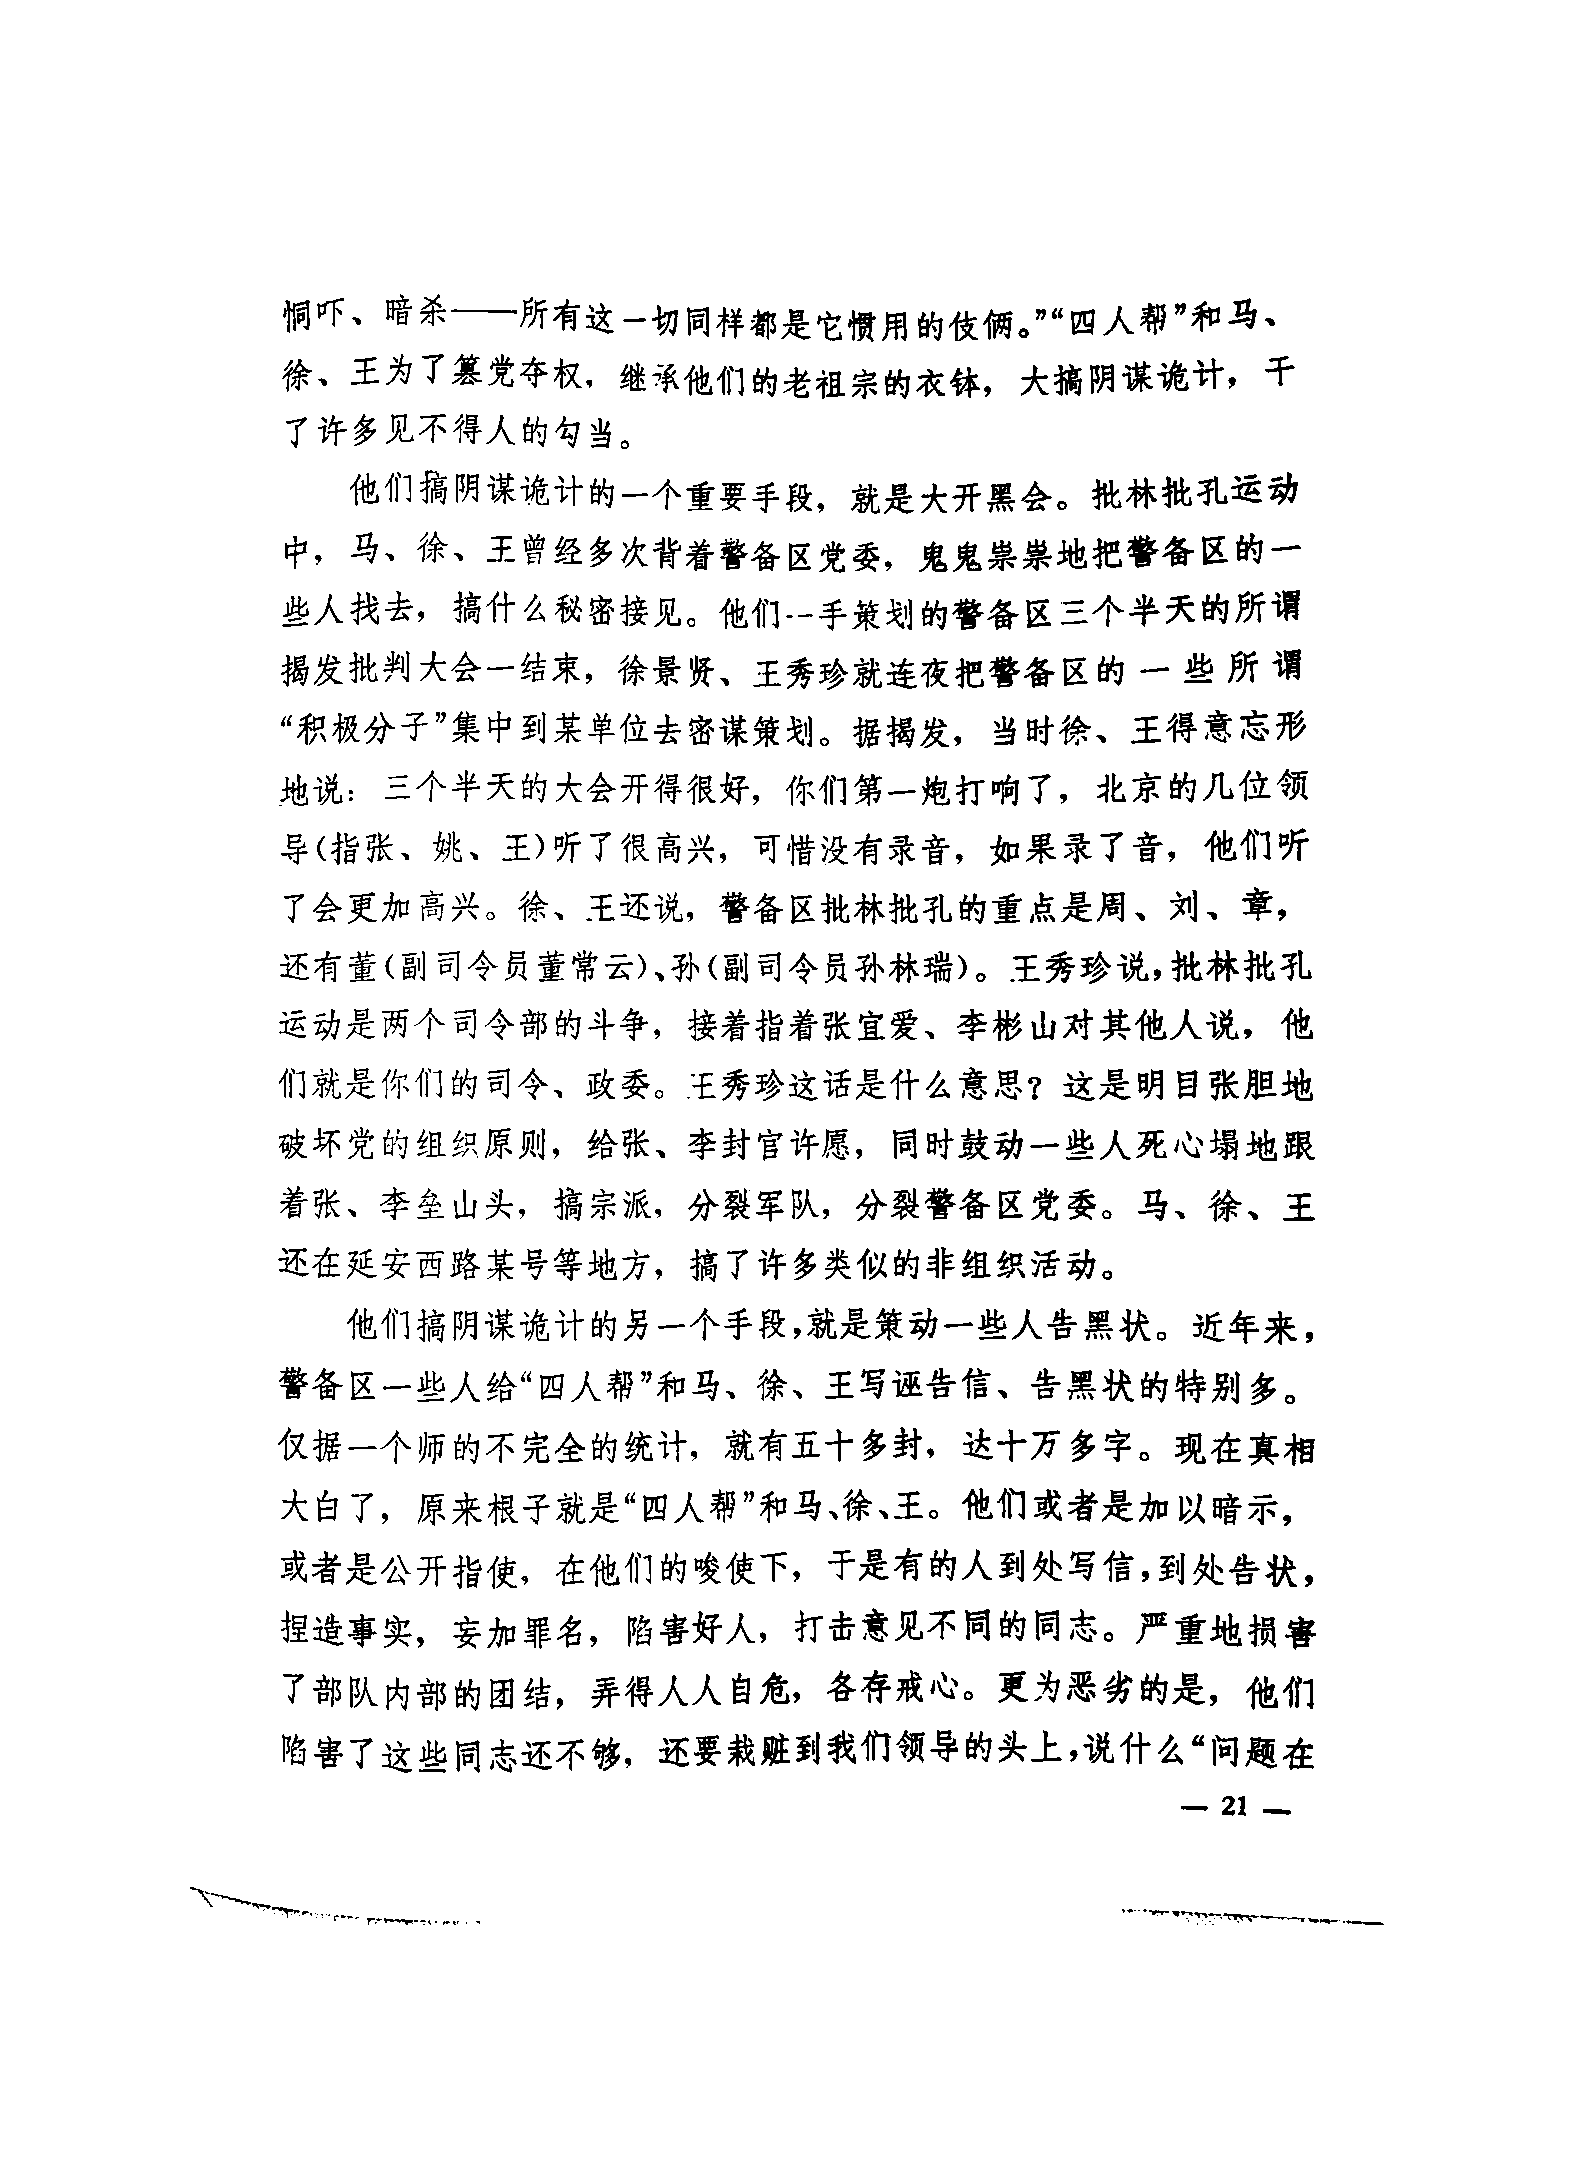 恫吓、暗杀——所有这一切同样都是它惯用的伎俩。”“四人帮”和马、
徐、王为了篡党夺权，继承他们的老祖宗的衣钵，大搞阴谋诡计，干
了许多见不得人的勾当。
他们搞阴谋诡计的一个重要手段，就是大开黑会。批林批孔运动
中，马、徐、王曾经多次背着警备区党委，鬼鬼祟祟地把警备区的一
些人找去，搞什么秘密接见。他们一手策划的警备区三个半天的所谓
揭发批判大会一结束，徐景贤、王秀珍就连夜把警备区的一些所谓
“积极分子”集中到某单位去密谋策划。据揭发，当时徐、王得意忘形
地说：三个半天的大会开得很好，你们第一炮打响了，北京的几位领
导(指张、姚、王)听了很高兴，可惜没有录音，如果录了音，他们听
了会更加高兴。徐、王还说，警备区批林批孔的重点是周、刘、章，
还有董(副司令员董常云)、孙(副司令员孙林瑞)。王秀珍说，批林批孔
运动是两个司令部的斗争，接着指着张宜爱、李彬山对其他人说，他
们就是你们的司令、政委。王秀珍这话是什么意思？这是明目张胆地
破坏党的组织原则，给张、李封官许愿，同时鼓动一些人死心塌地跟
着张、李垒山头，搞宗派，分裂军队，分裂警备区党委。马、徐、王
还在延安西路某号等地方，搞了许多类似的非组织活动。
他们搞阴谋诡计的另一个手段，就是策动一些人告黑状。近年来，
警备区一些人给“四人帮”和马、徐、王写诬告信、告黑状的特别多。
仅据一个师的不完全的统计，就有五十多封，达十万多字。现在真相
大白了，原来根子就是“四人帮”和马、徐、王。他们或者是加以暗示，
或者是公开指使，在他们的唆使下，于是有的人到处写信，到处告状，
捏造事实，妄加罪名，陷害好人，打击意见不同的同志。严重地损害
了部队内部的团结，弄得人人自危，各存戒心。更为恶劣的是，他们
陷害了这些同志还不够，还要栽赃到我们领导的头上，说什么“问题在
— 21 —